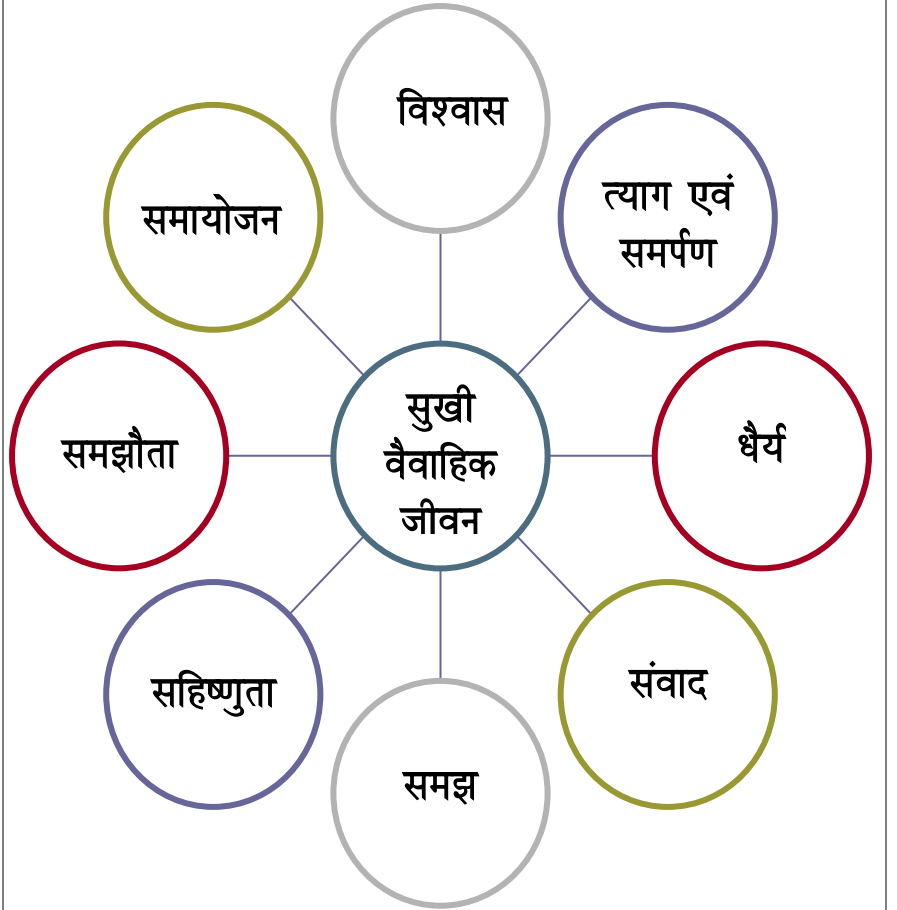 विश्वास
त्याग एवं
समर्पण
समायोजन
सुखी
वैवाहिक
जीवन
समझौता
धैर्य
सहिष्णुता
संवाद
समझ